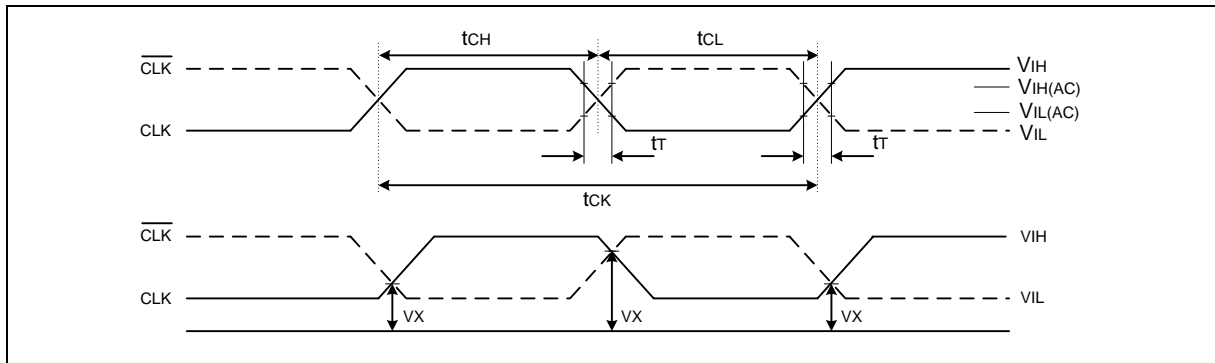 tCH tCL
CLK VIH
VIH(AC)
VIL(AC)
CLK VIL
tT tT
tCK
CLK VIH
CLK VIL
VX VX VX